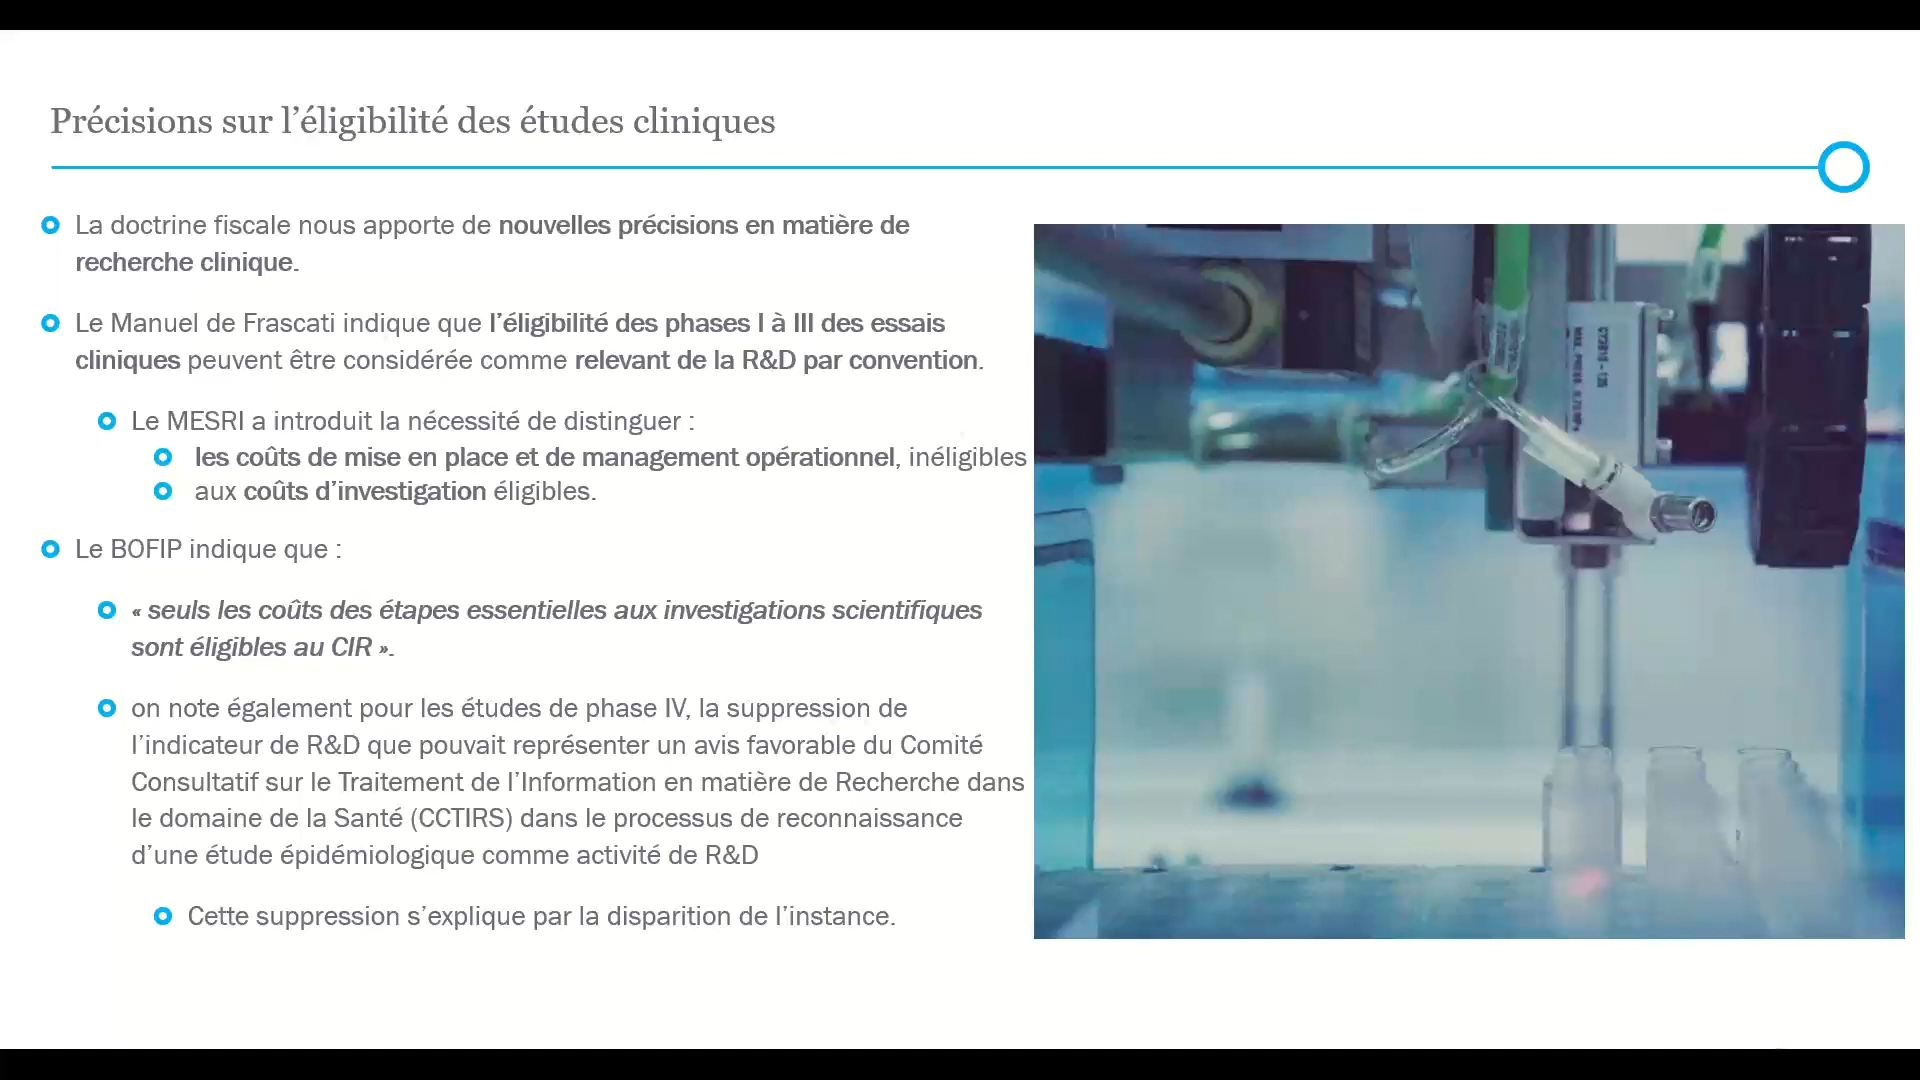 Précisions sur l’éligibilité des études cliniques
La doctrine fiscale nous apporte de nouvelles précisions en matière de
recherche clinique.
Le Manuel de Frascati indique que l’éligibilité des phases I à III des essais
cliniques peuvent être considérée comme relevant de la R&D par convention.
Le MESRI a introduit la nécessité de distinguer :
les coûts de mise en place et de management opérationnel, inéligibles
aux coûts d’investigation éligibles.
Le BOFIP indique que :
« seuls les coûts des étapes essentielles aux investigations scientifiques
sont éligibles au CIR ».
on note également pour les études de phase IV, la suppression de
l’indicateur de R&D que pouvait représenter un avis favorable du Comité
Consultatif sur le Traitement de l’Information en matière de Recherche dans
le domaine de la Santé (CCTIRS) dans le processus de reconnaissance
d’une étude épidémiologique comme activité de R&D
Cette suppression s’explique par la disparition de l’instance.